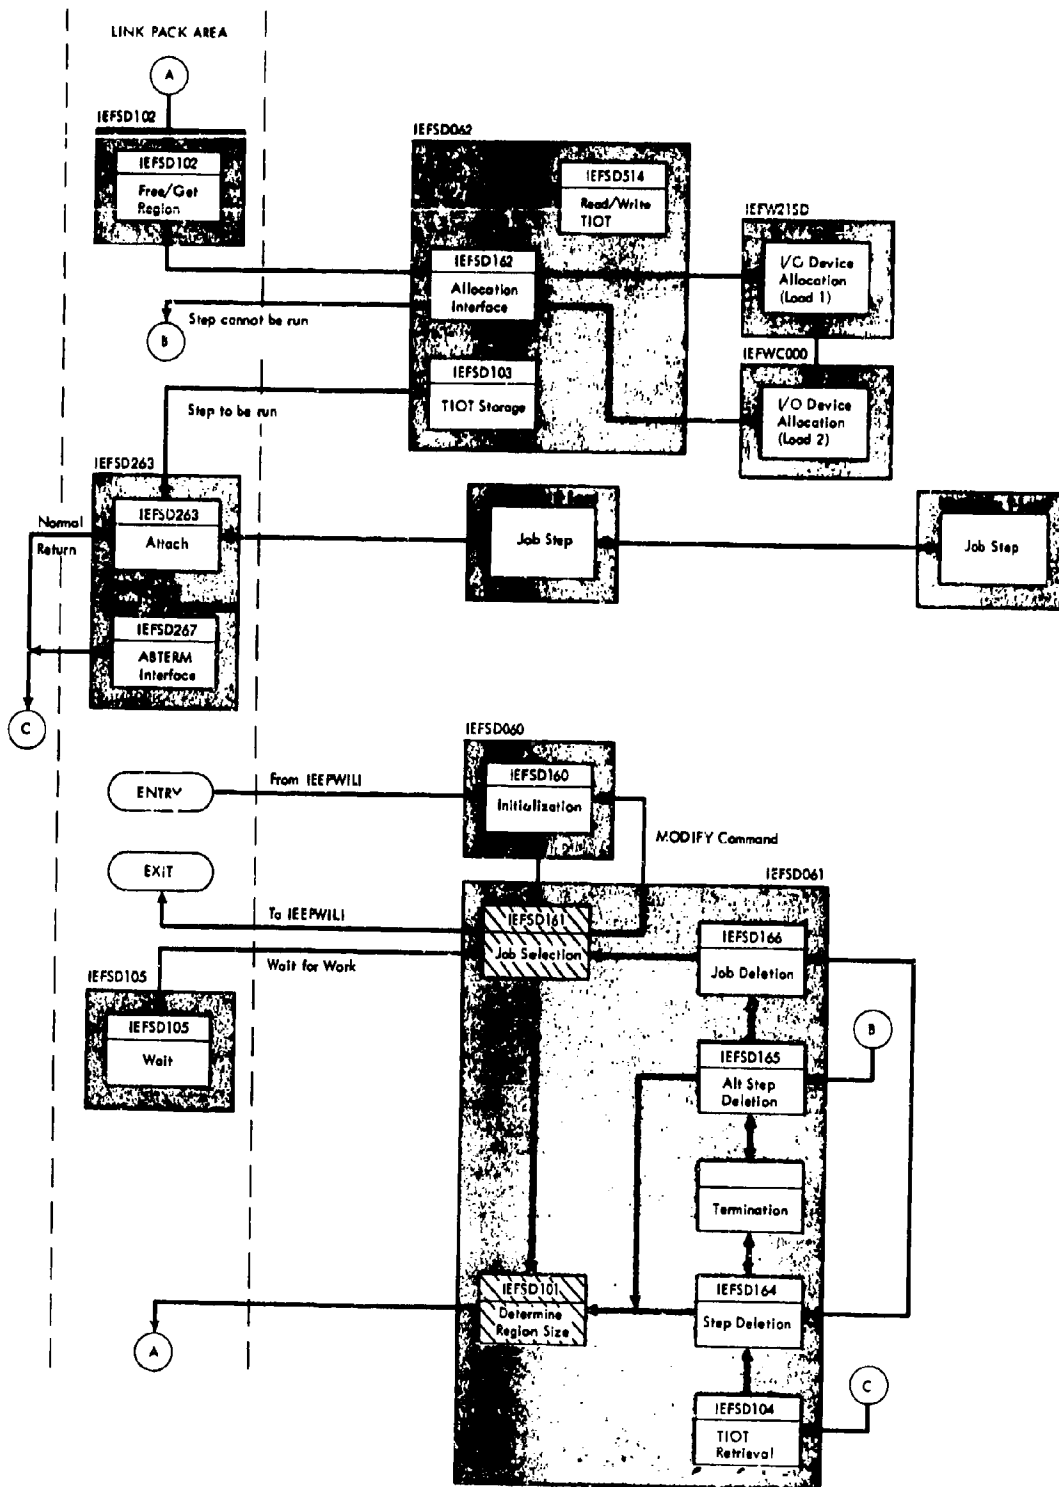 LINK PACK AREA
A
IEFSD102
IEFSD102
Free/Get
Region
IEFSD062
IEFSD514
Read/Write
TIOT
IEFSD162
Allocation
Interface
IEFW21SD
I/O Device
Allocation
(Load 1)
Step cannot be run
B
IEFSD103
TIOT Storage
IEFWC000
I/O Device
Allocation
(Load 2)
Step to be run
IEFSD263
Normal
Return
IEFSD263
Attach
Job Step
Job Step
IEFSD267
ABTERM
Interface
C
IEFSD060
ENTRY
From IEEPWILI
IEFSD160
Initialization
MODIFY Command
EXIT
IEFSD061
To IEEPWILI
IEFSD161
Job Selection
IEFSD166
Job Deletion
Wait for Work
IEFSD105
IEFSD105
Wait
B
IEFSD165
Alt Step
Deletion
Termination
IEFSD101
Determine
Region Size
IEFSD164
Step Deletion
A
C
IEFSD104
TIOT
Retrieval